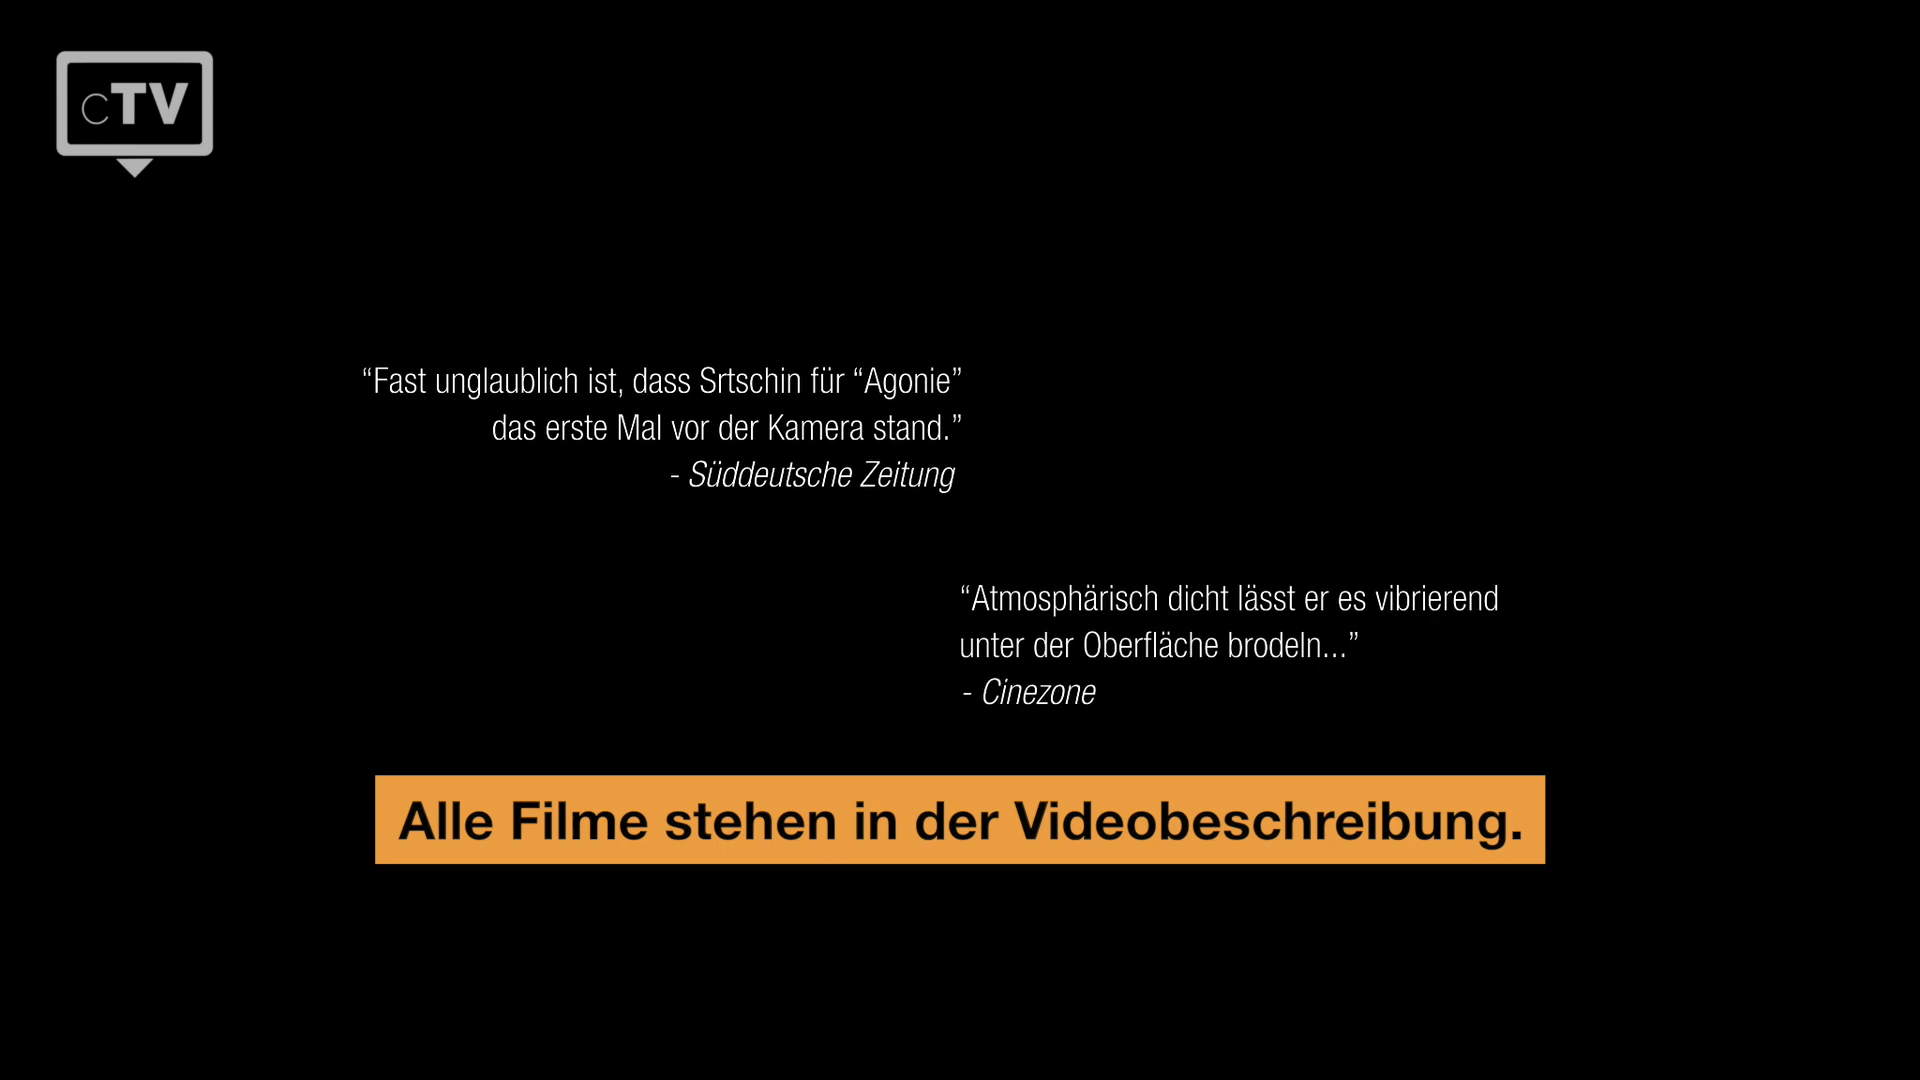 cTV
“Fast unglaublich ist, dass Srtschin für “Agonie”
das erste Mal vor der Kamera stand.”
- Süddeutsche Zeitung
“Atmosphärisch dicht lässt er es vibrierend
unter der Oberfläche brodeln...”
- Cinezone
Alle Filme stehen in der Videobeschreibung.